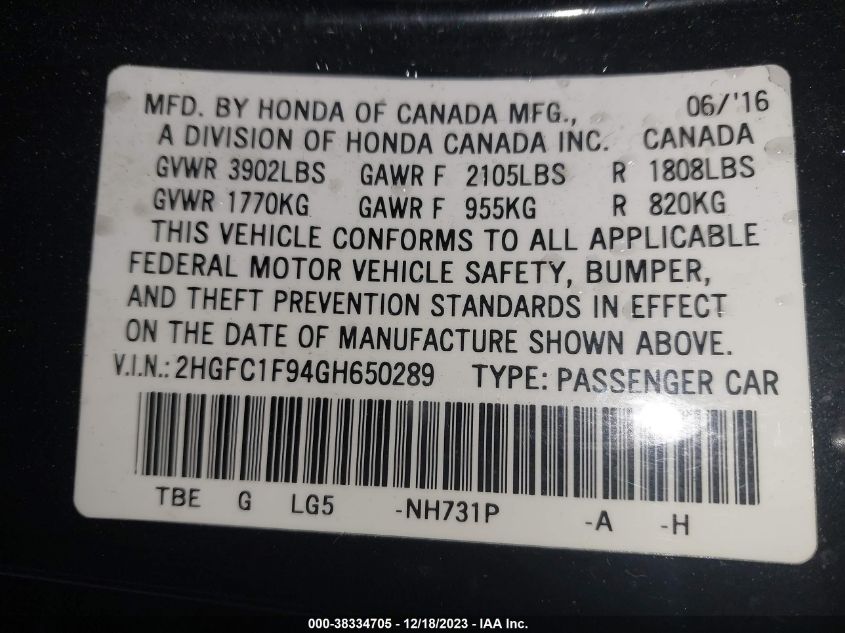 MFD. BY HONDA OF CANADA MFG., 06/'16
A DIVISION OF HONDA CANADA INC. CANADA
GVWR 3902LBS GAWR F 2105LBS R 1808LBS
GVWR 1770KG GAWR F 955KG R 820KG
THIS VEHICLE CONFORMS TO ALL APPLICABLE
FEDERAL MOTOR VEHICLE SAFETY, BUMPER,
AND THEFT PREVENTION STANDARDS IN EFFECT
ON THE DATE OF MANUFACTURE SHOWN ABOVE.
V.I.N.: 2HGFC1F94GH650289 TYPE: PASSENGER CAR
TBE G LG5 -NH731P -A -H
000-38334705 - 12/18/2023 - IAA Inc.